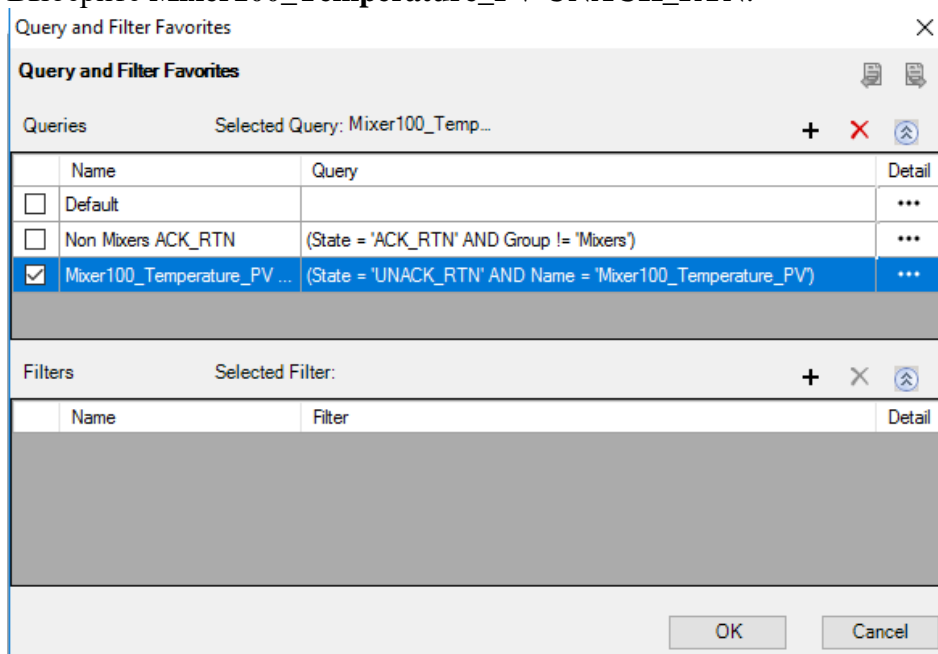 Query and Filter Favorites
Query and Filter Favorites
Queries Selected Query: Mixer100_Temp...
Name Query Detail
Default ...
Non Mixers ACK_RTN (State = 'ACK_RTN' AND Group != 'Mixers') ...
Mixer100_Temperature_PV ... (State = 'UNACK_RTN' AND Name = 'Mixer100_Temperature_PV') ...
Filters Selected Filter:
Name Filter Detail
OK Cancel